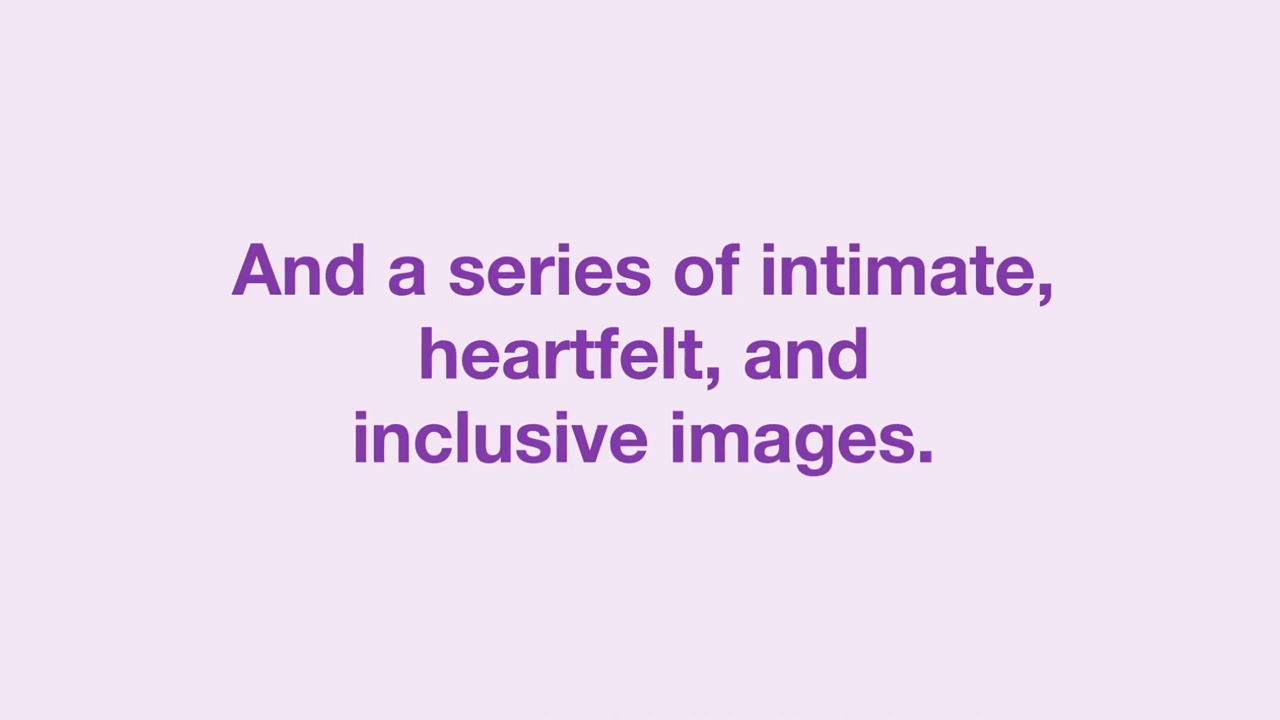 And a series of intimate,
heartfelt, and
inclusive images.